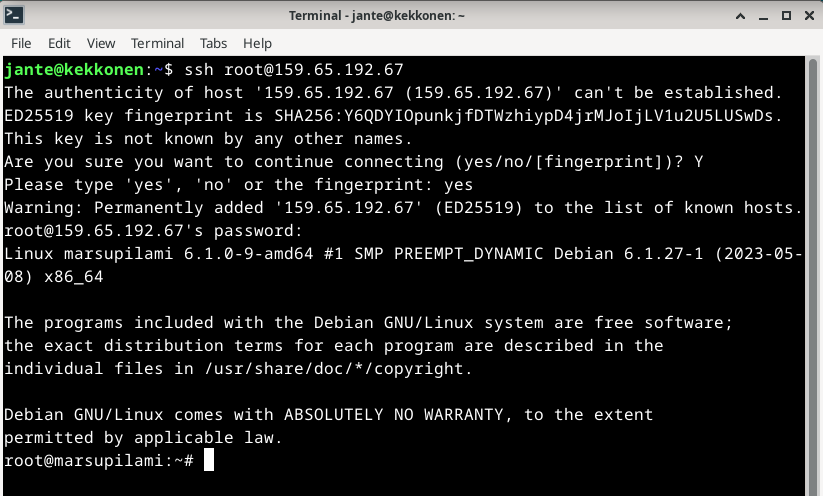 Terminal - jante@kekkonen: ~
File Edit View Terminal Tabs Help
jante@kekkonen:~$ ssh root@159.65.192.67
The authenticity of host '159.65.192.67 (159.65.192.67)' can't be established.
ED25519 key fingerprint is SHA256:Y6QDYIOpunkjfDTWzhiypD4jrMJoIjLV1u2U5LUSwDs.
This key is not known by any other names.
Are you sure you want to continue connecting (yes/no/[fingerprint])? Y
Please type 'yes', 'no' or the fingerprint: yes
Warning: Permanently added '159.65.192.67' (ED25519) to the list of known hosts.
root@159.65.192.67's password:
Linux marsupilami 6.1.0-9-amd64 #1 SMP PREEMPT_DYNAMIC Debian 6.1.27-1 (2023-05-
08) x86_64
The programs included with the Debian GNU/Linux system are free software;
the exact distribution terms for each program are described in the
individual files in /usr/share/doc/*/copyright.
Debian GNU/Linux comes with ABSOLUTELY NO WARRANTY, to the extent
permitted by applicable law.
root@marsupilami:~#